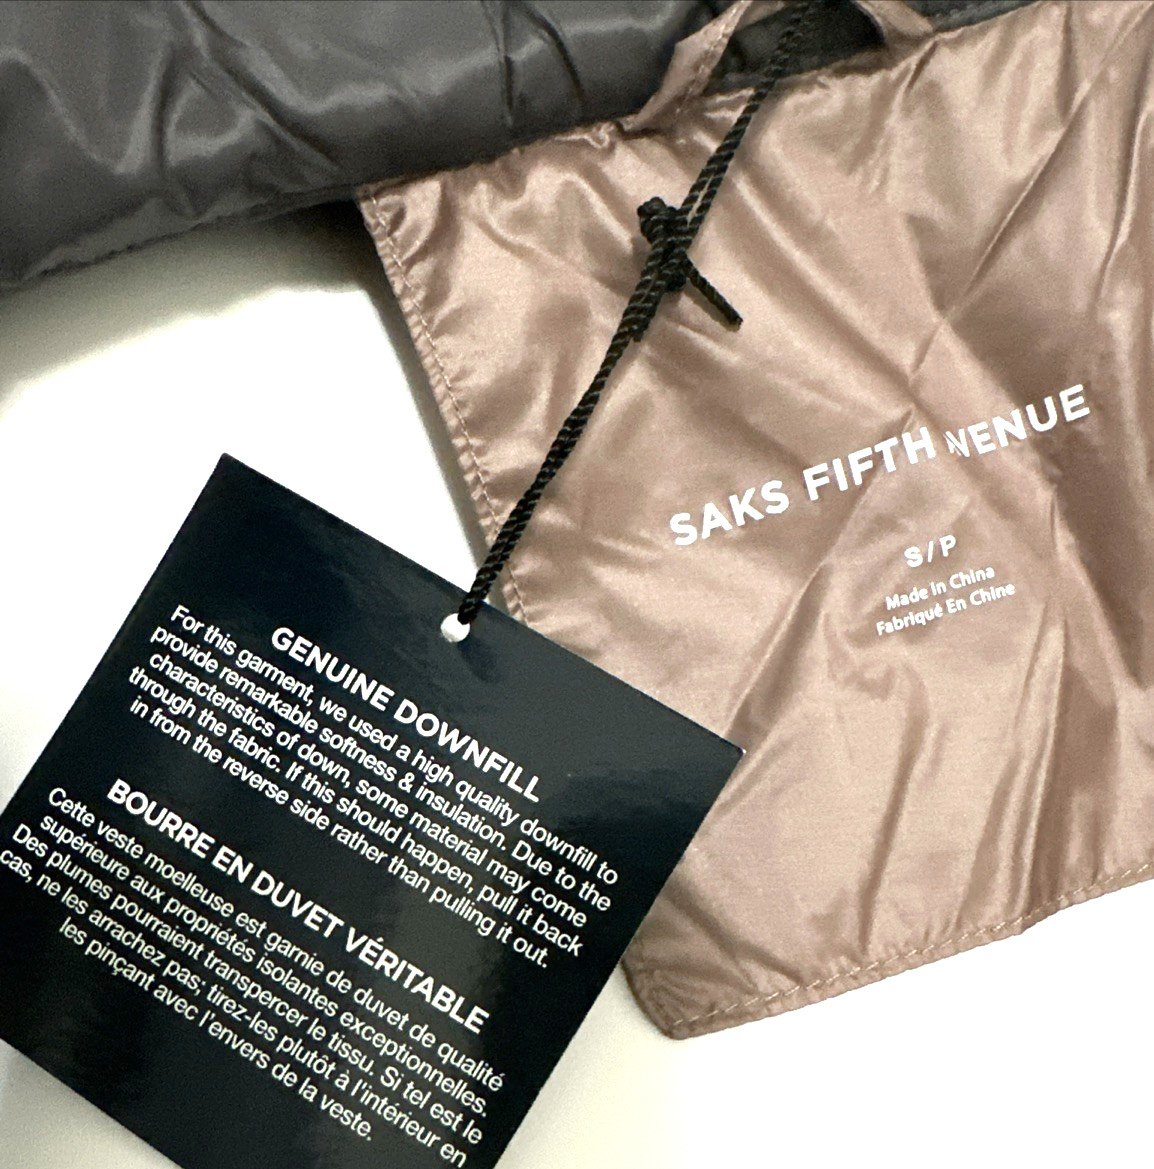 SAKS FIFTH AVENUE
S/P
Made in China
Fabriqué En Chine
GENUINE DOWNFILL
For this garment, we used a high quality downfill to
provide remarkable softness & insulation. Due to the
characteristics of down, some material may come
through the fabric. If this should happen, pull it back
in from the reverse side rather than pulling it out.
BOURRE EN DUVET VÉRITABLE
Cette veste moelleuse est garnie de duvet de qualité
supérieure aux propriétés isolantes exceptionnelles.
Des plumes pourraient transpercer le tissu. Si tel est le
cas, ne les arrachez pas; tirez-les plutôt à l'intérieur en
les pinçant avec l'envers de la veste.